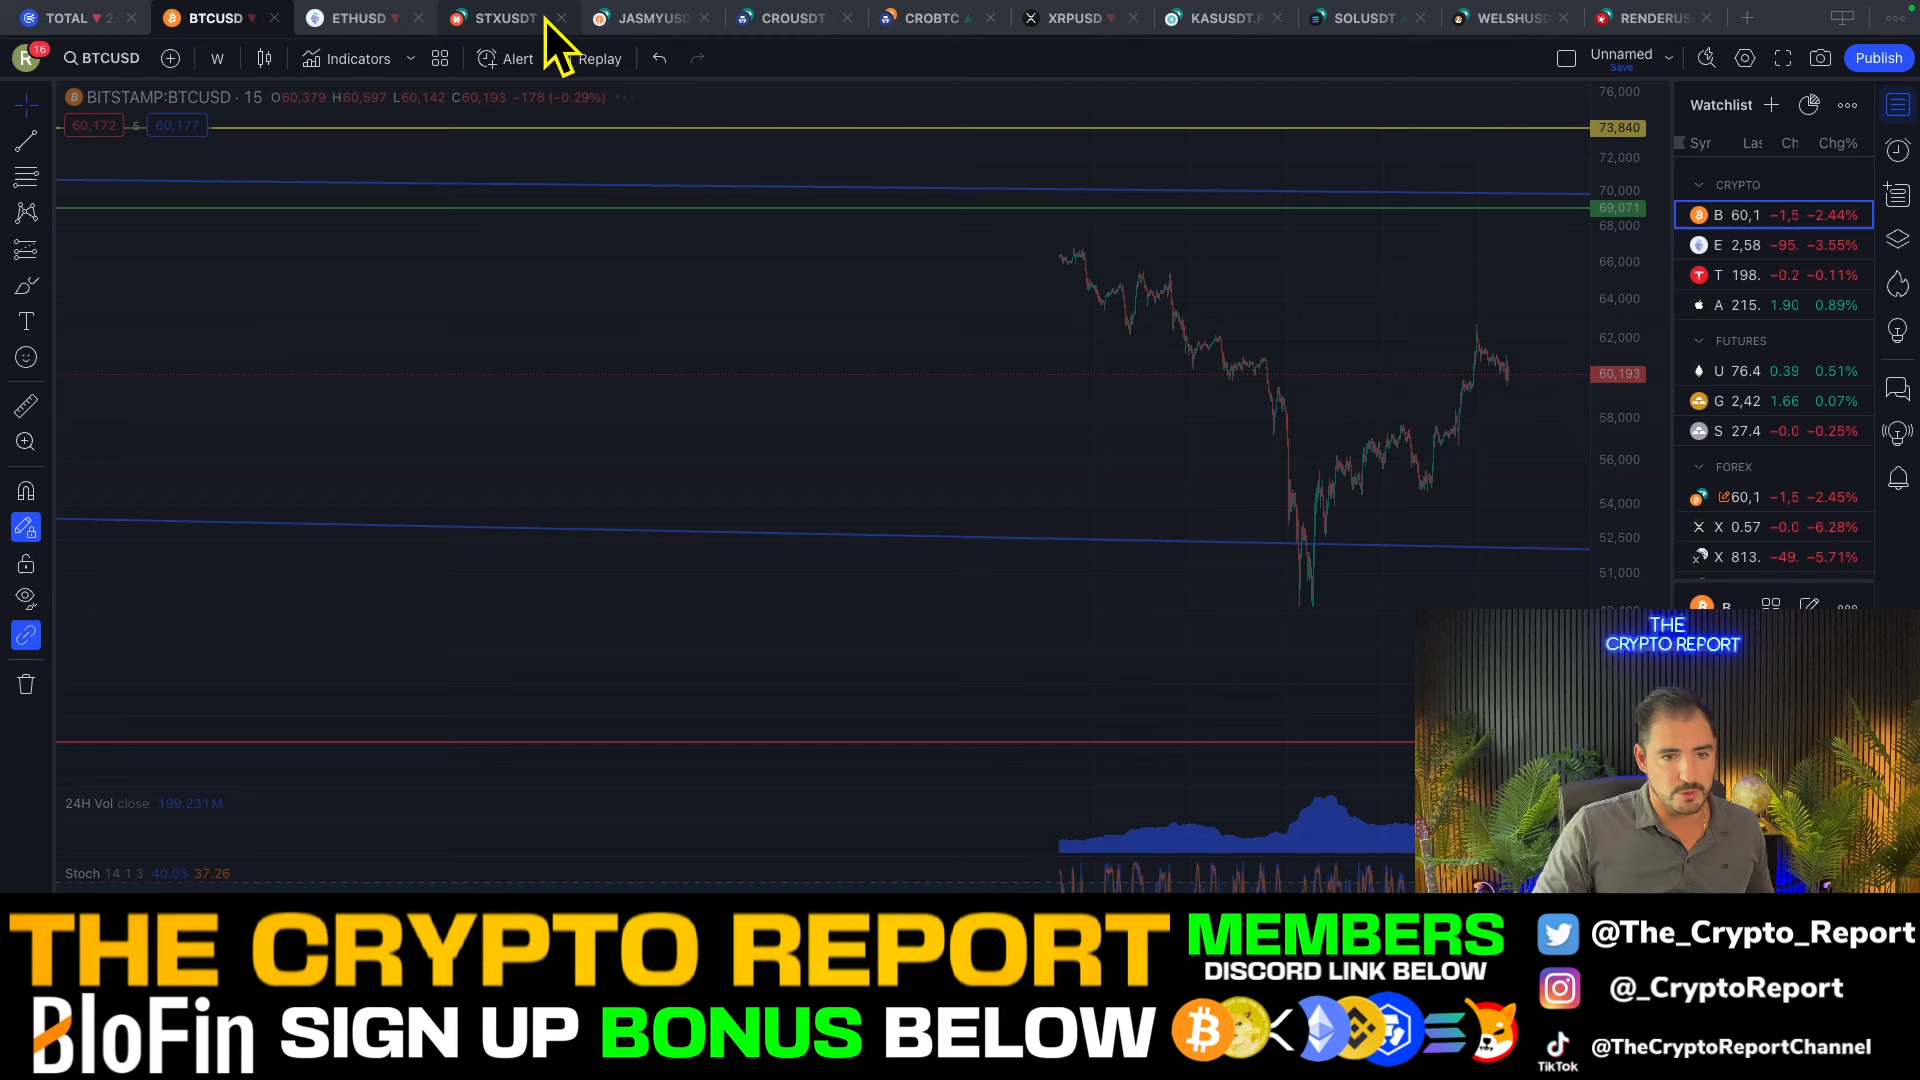 TOTAL ▼ 2.
BTCUSD ▼
ETHUSD ▼
STXUSDT
JASMYUSD
CROUSDT
CROBTC ▲
XRPUSD ▼
KASUSDT.P
SOLUSDT
WELSHUSD
RENDERUS
R
16
BTCUSD
W
Indicators
Alert
Replay
Unnamed
Save
Publish
BITSTAMP:BTCUSD · 15 O60,379 H60,597 L60,142 C60,193 −178 (−0.29%)
60,172
5
60,177
76,000
73,840
72,000
70,000
69,071
68,000
66,000
64,000
62,000
60,193
58,000
56,000
54,000
52,500
51,000
Watchlist
Syr Las Ch Chg%
CRYPTO
B 60,1 −1,5 −2.44%
E 2,58 −95. −3.55%
T 198. −0.2 −0.11%
A 215. 1.90 0.89%
FUTURES
U 76.4 0.39 0.51%
G 2,42 1.66 0.07%
S 27.4 −0.0 −0.25%
FOREX
60,1 −1,5 −2.45%
X 0.57 −0.0 −6.28%
X 813. −49. −5.71%
B
24H Vol close 199.231M
Stoch 14 1 3 40.03 37.26
THE
CRYPTO REPORT
THE CRYPTO REPORT
MEMBERS
DISCORD LINK BELOW
BloFin SIGN UP BONUS BELOW
@The_Crypto_Report
@_CryptoReport
TikTok
@TheCryptoReportChannel